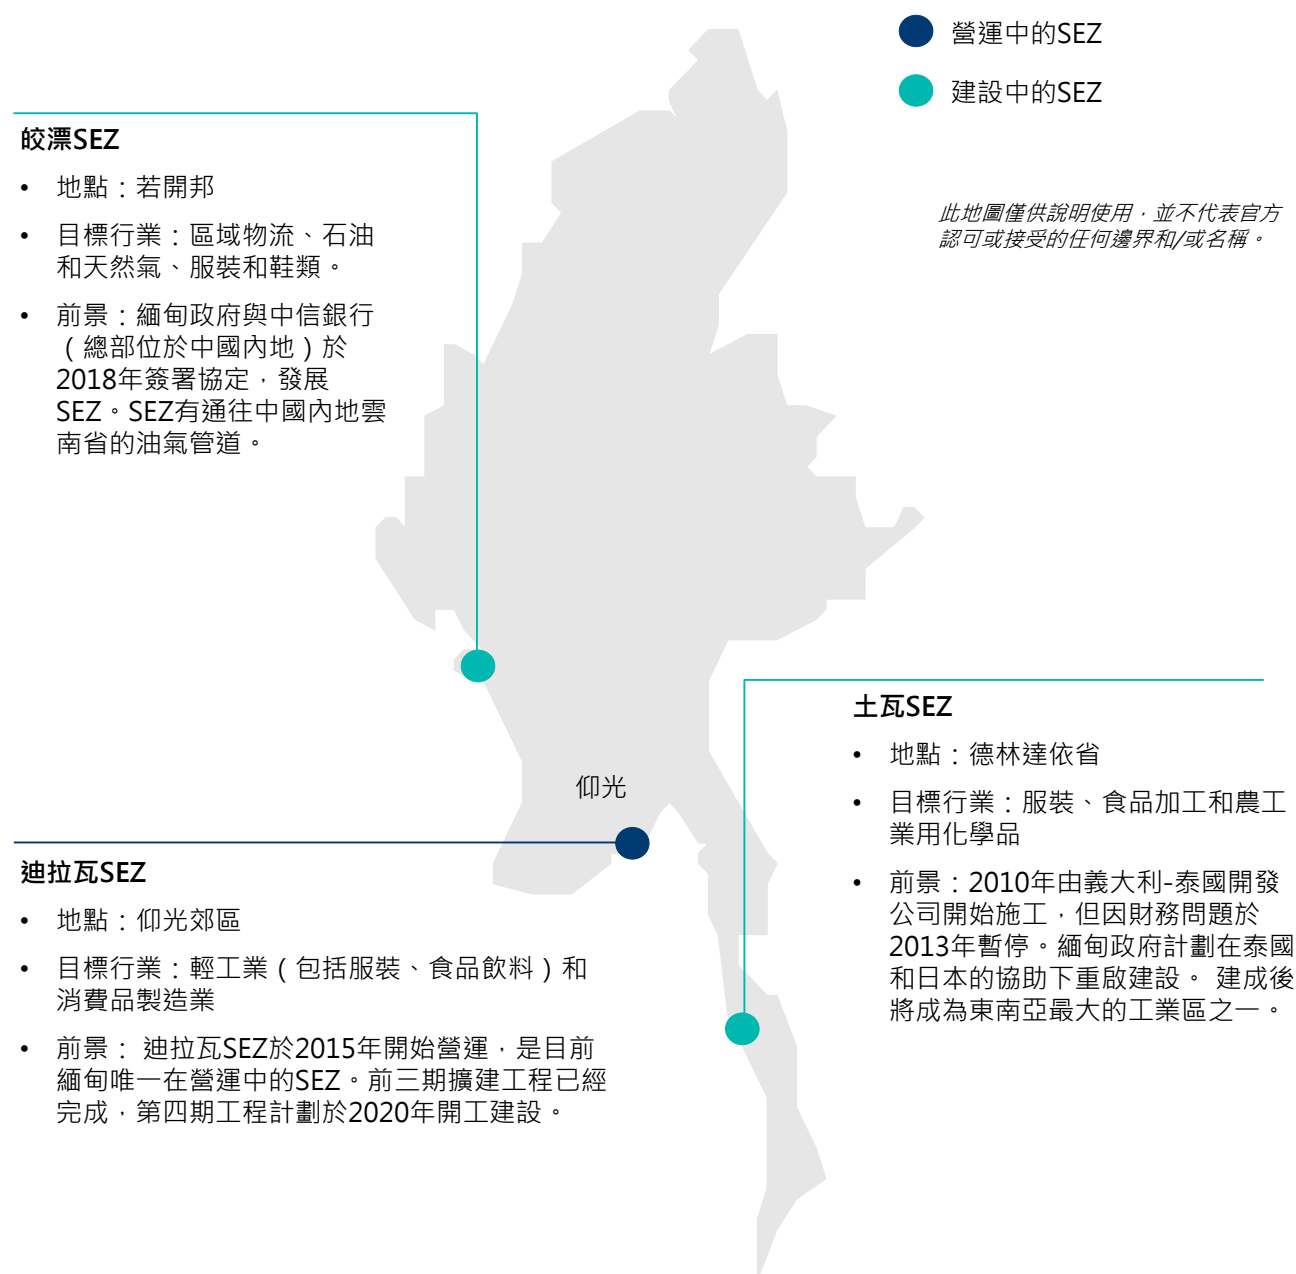 營運中的SEZ
建設中的SEZ
此地圖僅供說明使用，並不代表官方
認可或接受的任何邊界和/或名稱。
皎漂SEZ
• 地點：若開邦
• 目標行業：區域物流、石油
和天然氣、服裝和鞋類。
• 前景：緬甸政府與中信銀行
（總部位於中國內地）於
2018年簽署協定，發展
SEZ。SEZ有通往中國內地雲
南省的油氣管道。
土瓦SEZ
• 地點：德林達依省
• 目標行業：服裝、食品加工和農工
業用化學品
• 前景：2010年由義大利-泰國開發
公司開始施工，但因財務問題於
2013年暫停。緬甸政府計劃在泰國
和日本的協助下重啟建設。 建成後
將成為東南亞最大的工業區之一。
仰光
迪拉瓦SEZ
• 地點：仰光郊區
• 目標行業：輕工業（包括服裝、食品飲料）和
消費品製造業
• 前景： 迪拉瓦SEZ於2015年開始營運，是目前
緬甸唯一在營運中的SEZ。前三期擴建工程已經
完成，第四期工程計劃於2020年開工建設。